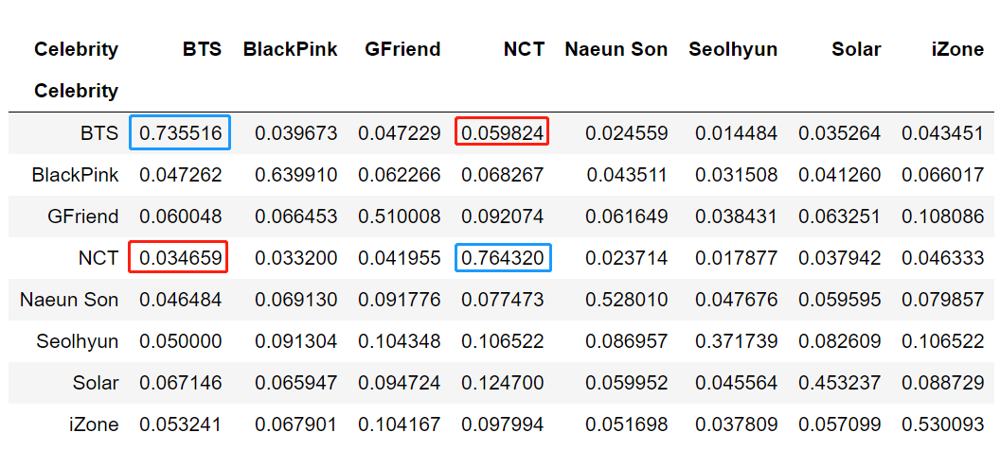 Celebrity BTS BlackPink GFriend NCT Naeun Son Seolhyun Solar iZone
Celebrity
BTS 0.735516 0.039673 0.047229 0.059824 0.024559 0.014484 0.035264 0.043451
BlackPink 0.047262 0.639910 0.062266 0.068267 0.043511 0.031508 0.041260 0.066017
GFriend 0.060048 0.066453 0.510008 0.092074 0.061649 0.038431 0.063251 0.108086
NCT 0.034659 0.033200 0.041955 0.764320 0.023714 0.017877 0.037942 0.046333
Naeun Son 0.046484 0.069130 0.091776 0.077473 0.528010 0.047676 0.059595 0.079857
Seolhyun 0.050000 0.091304 0.104348 0.106522 0.086957 0.371739 0.082609 0.106522
Solar 0.067146 0.065947 0.094724 0.124700 0.059952 0.045564 0.453237 0.088729
iZone 0.053241 0.067901 0.104167 0.097994 0.051698 0.037809 0.057099 0.530093